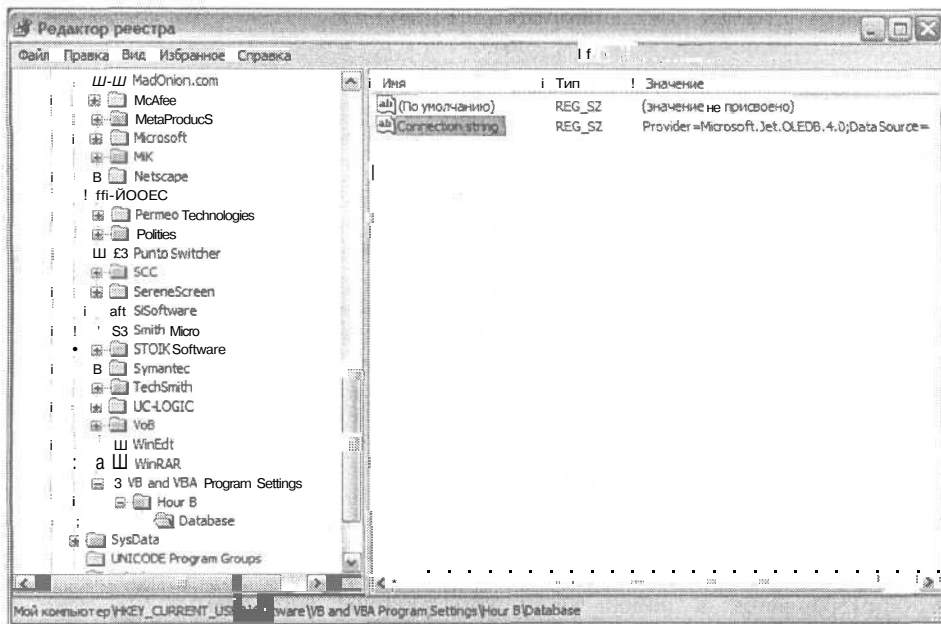 Редактор реестра
Файл Правка Вид Избранное Справка
MadOnion.com
McAfee
MetaProducS
Microsoft
MiK
Netscape
Permeo Technologies
Polities
Punto Switcher
SCC
SereneScreen
SiSoftware
Smith Micro
STOIK Software
Symantec
TechSmith
UC-LOGIC
VoB
WinEdt
WinRAR
VB and VBA Program Settings
Hour B
Database
SysData
UNICODE Program Groups
Имя Тип Значение
(По умолчанию) REG_SZ (значение не присвоено)
Connection string REG_SZ Provider=Microsoft.Jet.OLEDB.4.0;Data Source=
Мой компьютер\HKEY_CURRENT_US ware\VB and VBA Program Settings\Hour B\Database